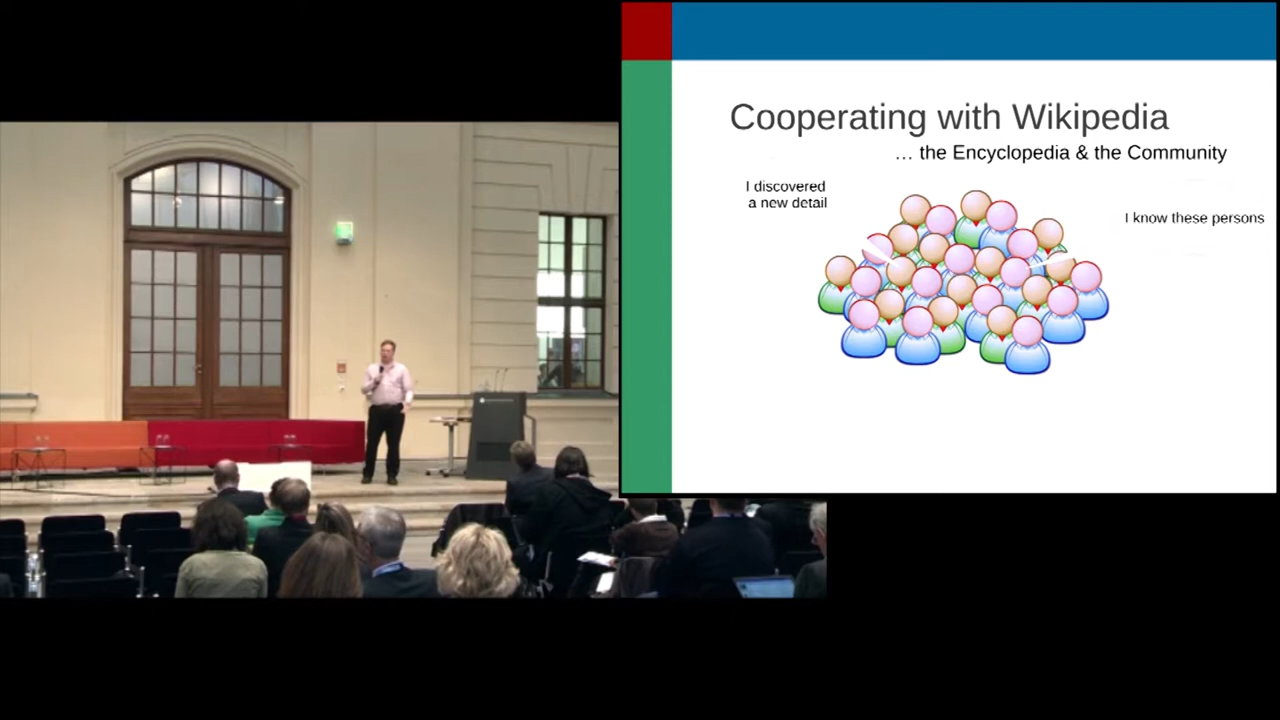 Cooperating with Wikipedia
… the Encyclopedia & the Community
I discovered
a new detail
I know these persons